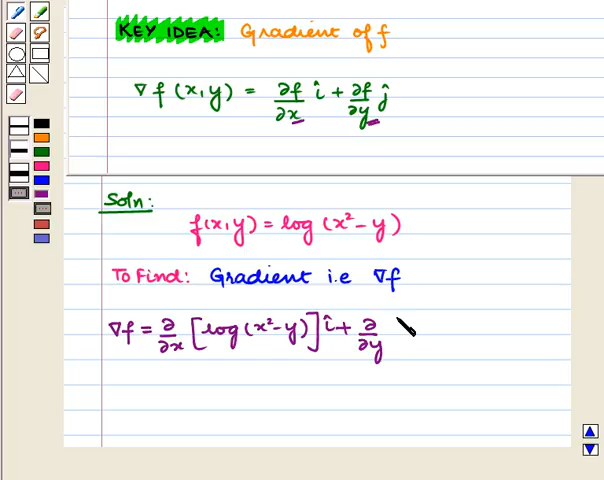 KEY IDEA: Gradient of f
∇f(x,y) = ∂f/∂x î + ∂f/∂y ĵ
Soln:
f(x,y) = log(x²-y)
To Find: Gradient i.e ∇f
∇f = ∂/∂x [log(x²-y)] î + ∂/∂y